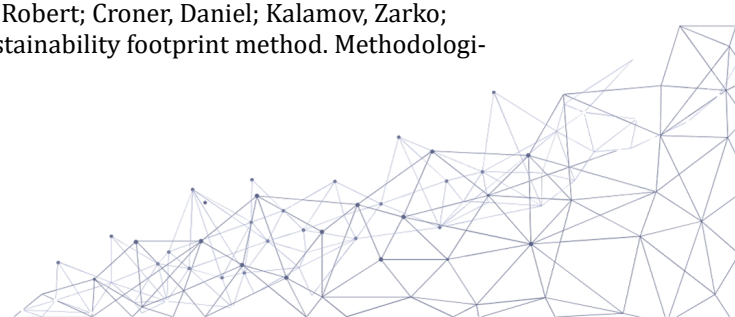 Robert; Croner, Daniel; Kalamov, Zarko;
stainability footprint method. Methodologi-